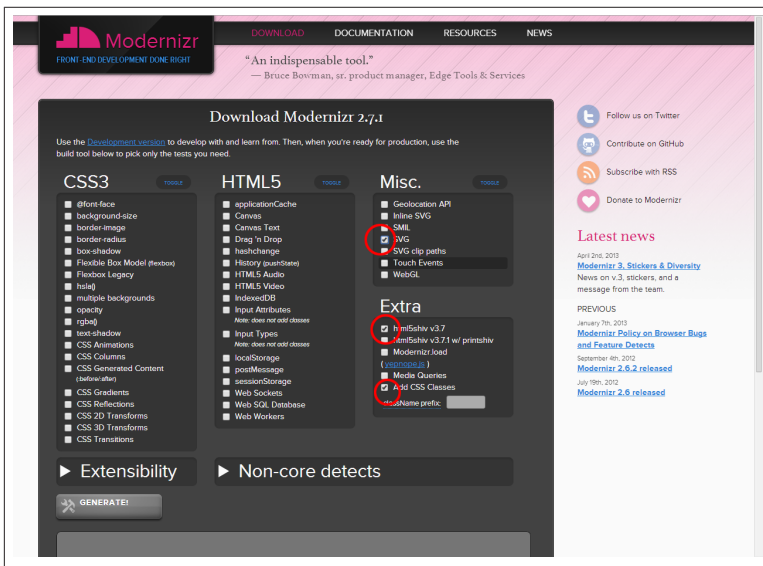 Modernizr
FRONT-END DEVELOPMENT DONE RIGHT
DOWNLOAD DOCUMENTATION RESOURCES NEWS
“An indispensable tool.”
— Bruce Bowman, sr. product manager, Edge Tools & Services
Download Modernizr 2.7.1
Use the Development version to develop with and learn from. Then, when you're ready for production, use the
build tool below to pick only the tests you need.
CSS3 TOGGLE
@font-face
background-size
border-image
border-radius
box-shadow
Flexible Box Model (flexbox)
Flexbox Legacy
hsla()
multiple backgrounds
opacity
rgba()
text-shadow
CSS Animations
CSS Columns
CSS Generated Content
(:before/:after)
CSS Gradients
CSS Reflections
CSS 2D Transforms
CSS 3D Transforms
CSS Transitions
HTML5 TOGGLE
applicationCache
Canvas
Canvas Text
Drag 'n Drop
hashchange
History (pushState)
HTML5 Audio
HTML5 Video
IndexedDB
Input Attributes
Note: does not add classes
Input Types
Note: does not add classes
localStorage
postMessage
sessionStorage
Web Sockets
Web SQL Database
Web Workers
Misc. TOGGLE
Geolocation API
Inline SVG
SMIL
SVG
SVG clip paths
Touch Events
WebGL
Extra
html5shiv v3.7
html5shiv v3.7.1 w/ printshiv
Modernizr.load
(yepnope.js)
Media Queries
Add CSS Classes
className prefix:
Extensibility
Non-core detects
GENERATE!
Follow us on Twitter
Contribute on GitHub
Subscribe with RSS
Donate to Modernizr
Latest news
April 2nd, 2013
Modernizr 3, Stickers & Diversity
News on v.3, stickers, and a
message from the team.
PREVIOUS
January 7th, 2013
Modernizr Policy on Browser Bugs
and Feature Detects
September 4th, 2012
Modernizr 2.6.2 released
July 19th, 2012
Modernizr 2.6 released